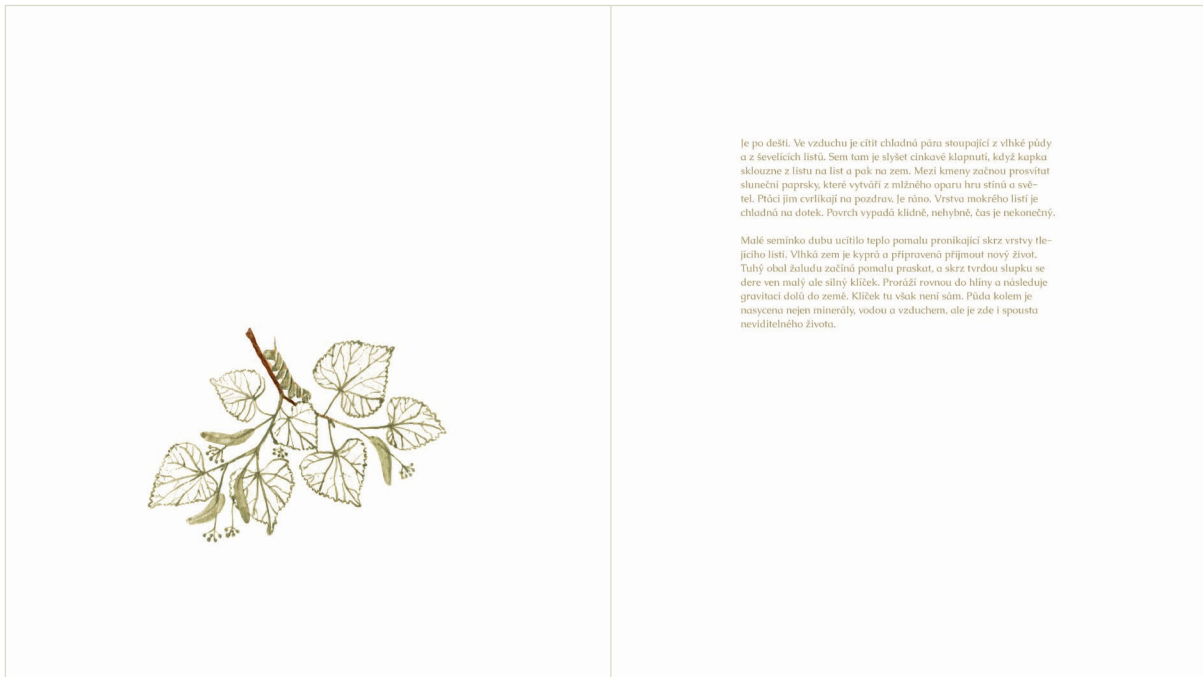 Je po dešti. Ve vzduchu je cítit chladná pára stoupající z vlhké půdy
a z ševelících listů. Sem tam je slyšet cinkavé klapnutí, když kapka
sklouzne z listu na list a pak na zem. Mezi kmeny začnou prosvítat
sluneční paprsky, které vytváří z mlžného oparu hru stínů a svě-
tel. Ptáci jim cvrlikají na pozdrav. Je ráno. Vrstva mokrého listí je
chladná na dotek. Povrch vypadá klidně, nehybně, čas je nekonečný.
Malé semínko dubu ucítilo teplo pomalu pronikající skrz vrstvy tle-
jícího listí. Vlhká zem je kyprá a připravená přijmout nový život.
Tuhý obal žaludu začíná pomalu praskat, a skrz tvrdou slupku se
dere ven malý ale silný klíček. Proráží rovnou do hlíny a následuje
gravitaci dolů do země. Klíček tu však není sám. Půda kolem je
nasycena nejen minerály, vodou a vzduchem, ale je zde i spousta
neviditelného života.